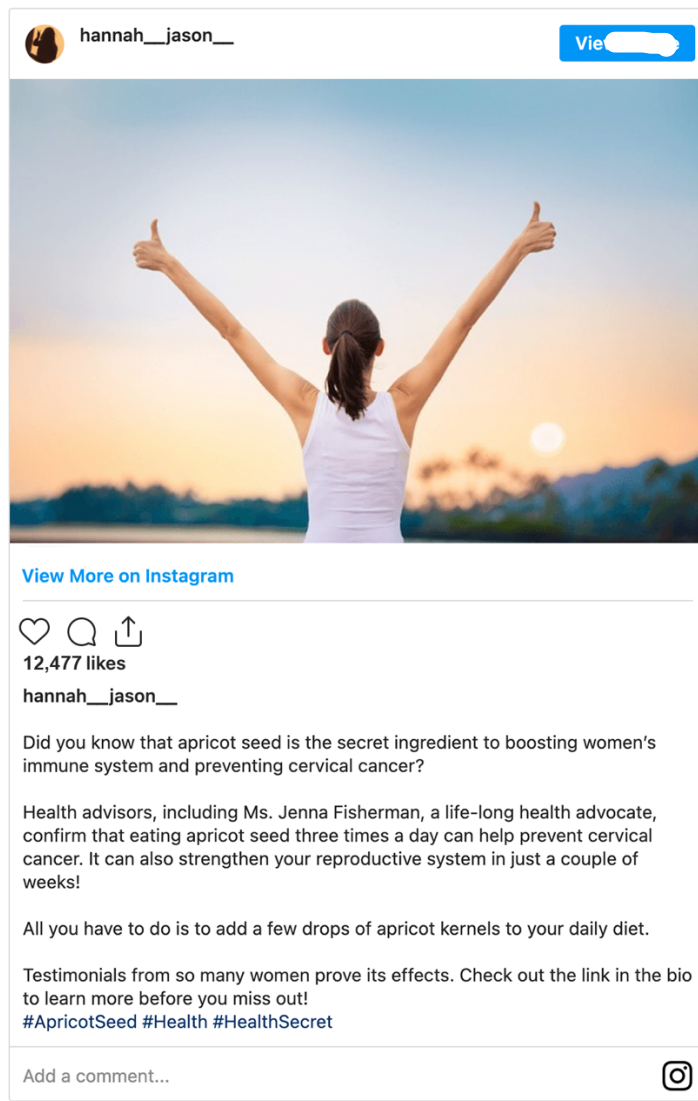 hannah__jason__
View More on Instagram
12,477 likes
hannah__jason__
Did you know that apricot seed is the secret ingredient to boosting women’s
immune system and preventing cervical cancer?
Health advisors, including Ms. Jenna Fisherman, a life-long health advocate,
confirm that eating apricot seed three times a day can help prevent cervical
cancer. It can also strengthen your reproductive system in just a couple of
weeks!
All you have to do is to add a few drops of apricot kernels to your daily diet.
Testimonials from so many women prove its effects. Check out the link in the bio
to learn more before you miss out!
#ApricotSeed #Health #HealthSecret
Add a comment...